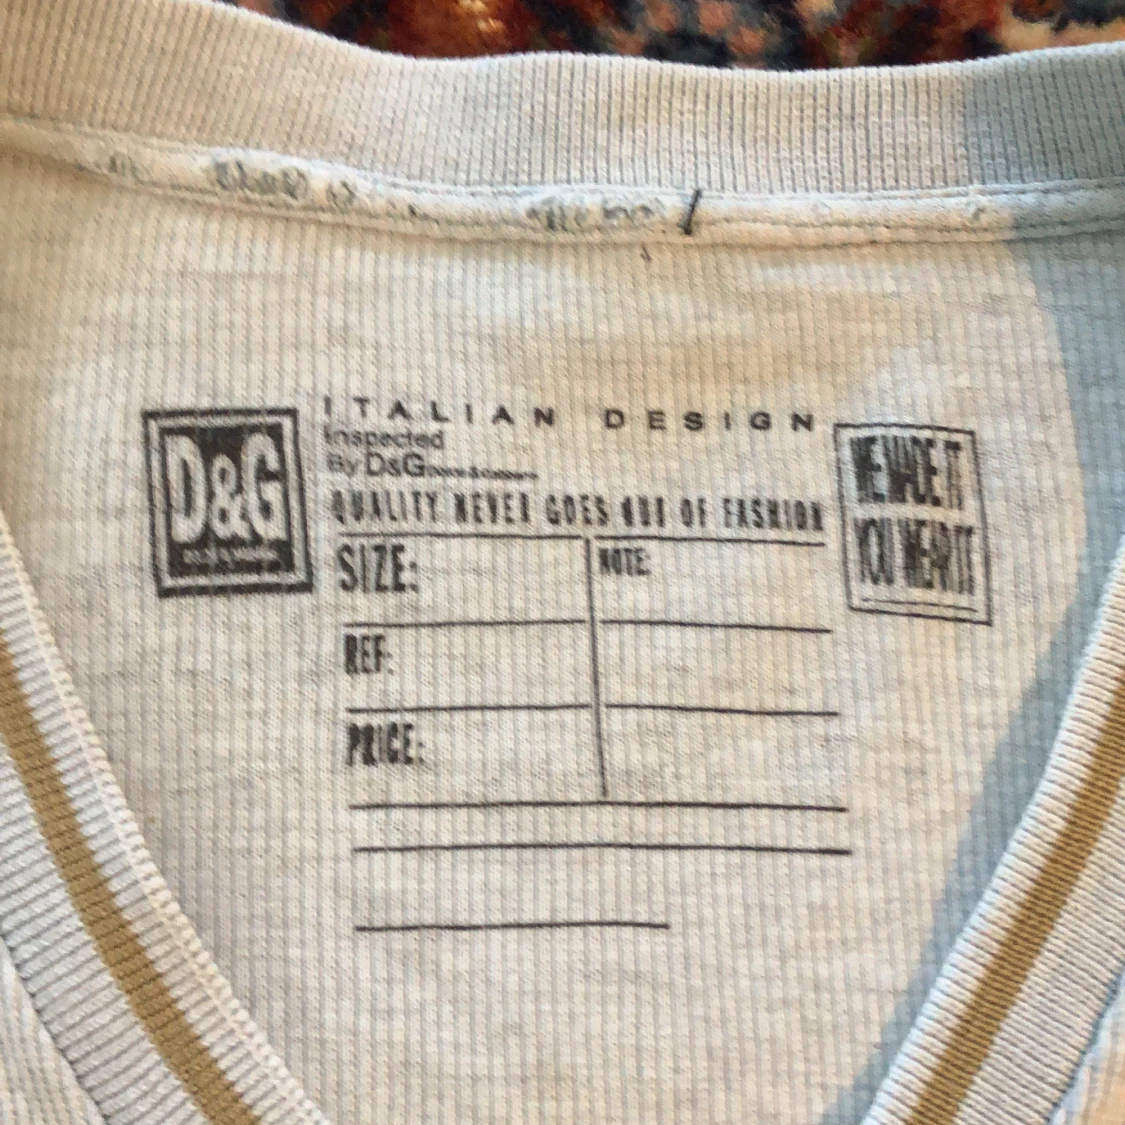 D&G
ITALIAN DESIGN
Inspected
By D&G
QUALITY NEVER GOES OUT OF FASHION
SIZE:
NOTE:
REF:
PRICE:
WE MADE IT
YOU WEAR IT